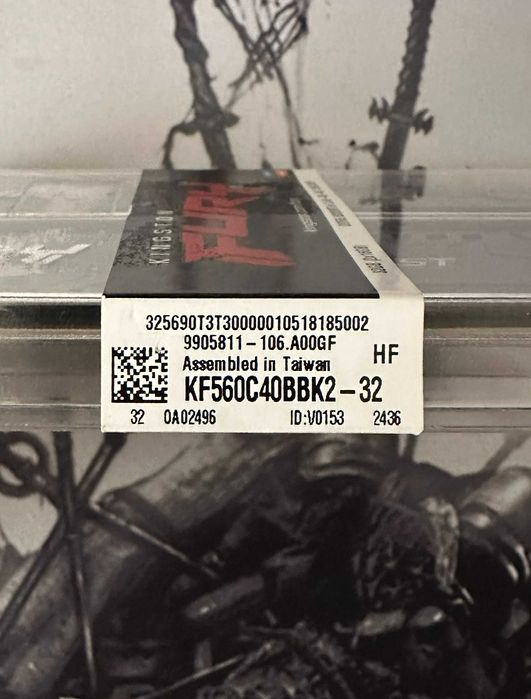 KINGSTON
FURY
325690T3T30000010518185002
9905811-106.A00GF
Assembled in Taiwan
HF
KF560C40BBK2-32
32 0A02496 ID:V0153 2436